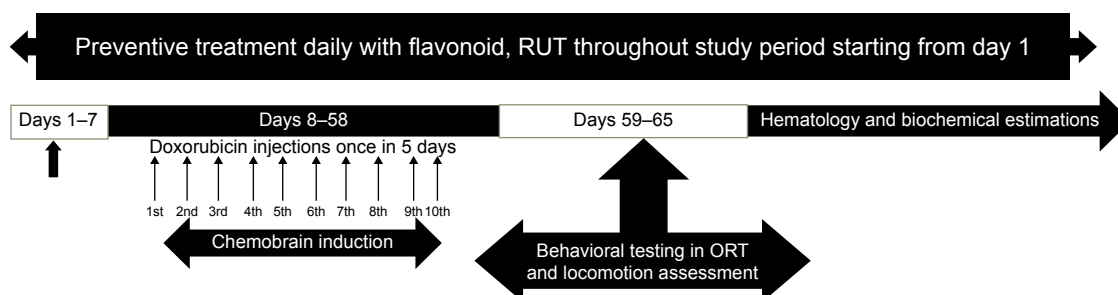 Preventive treatment daily with flavonoid, RUT throughout study period starting from day 1
Days 1–7
Days 8–58
Days 59–65
Hematology and biochemical estimations
Doxorubicin injections once in 5 days
1st 2nd 3rd 4th 5th 6th 7th 8th 9th 10th
Chemobrain induction
Behavioral testing in ORT
and locomotion assessment